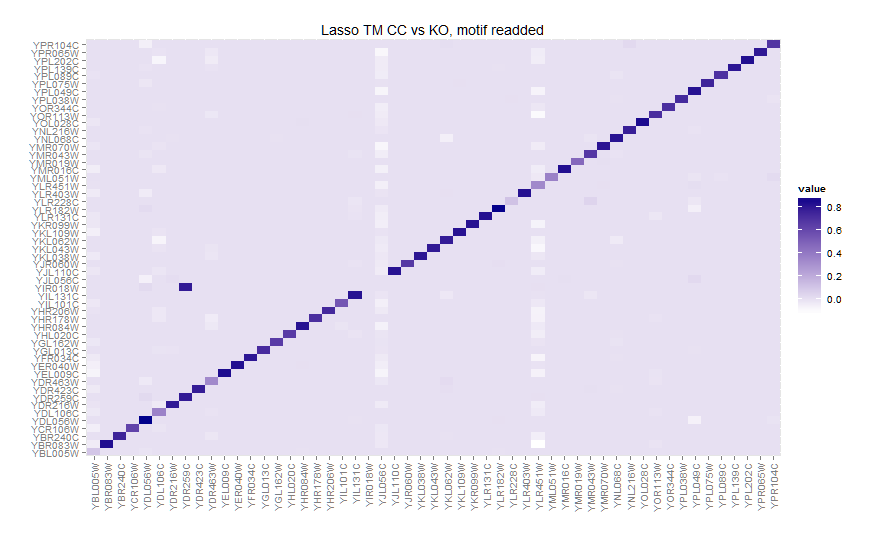 Lasso TM CC vs KO, motif readded
YPR104C
YPR065W
YPL202C
YPL139C
YPL089C
YPL075W
YPL049C
YPL038W
YOR344C
YOR113W
YOL028C
YNL216W
YNL068C
YMR070W
YMR043W
YMR019W
YMR016C
YML051W
YLR451W
YLR403W
YLR228C
YLR182W
YLR131C
YKR099W
YKL109W
YKL062W
YKL043W
YKL038W
YJR060W
YJL110C
YJL056C
YIR018W
YIL131C
YIL101C
YHR206W
YHR178W
YHR084W
YHL020C
YGL162W
YGL013C
YFR034C
YER040W
YEL009C
YDR463W
YDR423C
YDR259C
YDR216W
YDL106C
YDL056W
YCR106W
YBR240C
YBR083W
YBL005W
YBL005W
YBR083W
YBR240C
YCR106W
YDL056W
YDL106C
YDR216W
YDR259C
YDR423C
YDR463W
YEL009C
YER040W
YFR034C
YGL013C
YGL162W
YHL020C
YHR084W
YHR178W
YHR206W
YIL101C
YIL131C
YIR018W
YJL056C
YJL110C
YJR060W
YKL038W
YKL043W
YKL062W
YKL109W
YKR099W
YLR131C
YLR182W
YLR228C
YLR403W
YLR451W
YML051W
YMR016C
YMR019W
YMR043W
YMR070W
YNL068C
YNL216W
YOL028C
YOR113W
YOR344C
YPL038W
YPL049C
YPL075W
YPL089C
YPL139C
YPL202C
YPR065W
YPR104C
value
0.8
0.6
0.4
0.2
0.0